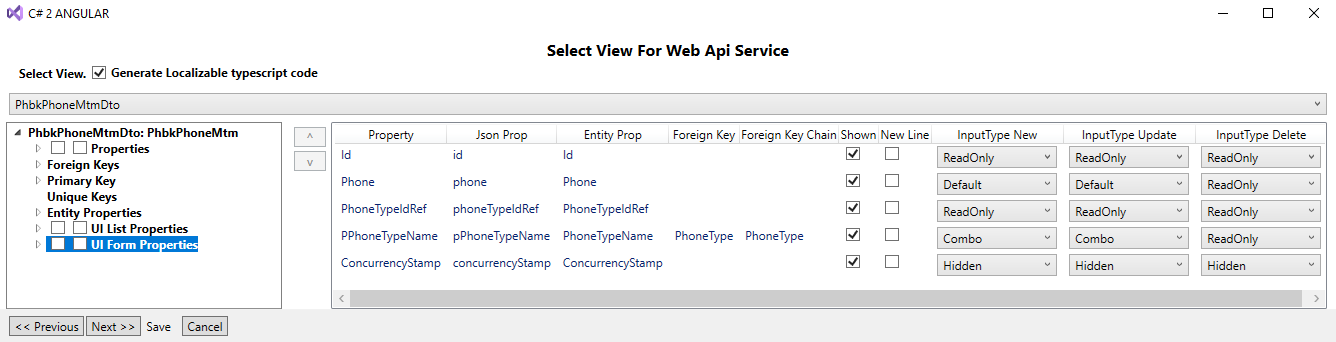 C# 2 ANGULAR
Select View For Web Api Service
Select View. Generate Localizable typescript code
PhbkPhoneMtmDto
PhbkPhoneMtmDto: PhbkPhoneMtm
Properties
Foreign Keys
Primary Key
Unique Keys
Entity Properties
UI List Properties
UI Form Properties
Property Json Prop Entity Prop Foreign Key Foreign Key Chain Shown New Line InputType New InputType Update InputType Delete
Id id Id ReadOnly ReadOnly ReadOnly
Phone phone Phone Default Default ReadOnly
PhoneTypeIdRef phoneTypeIdRef PhoneTypeIdRef ReadOnly ReadOnly ReadOnly
PPhoneTypeName pPhoneTypeName PhoneTypeName PhoneType PhoneType Combo Combo ReadOnly
ConcurrencyStamp concurrencyStamp ConcurrencyStamp Hidden Hidden Hidden
<< Previous Next >> Save Cancel